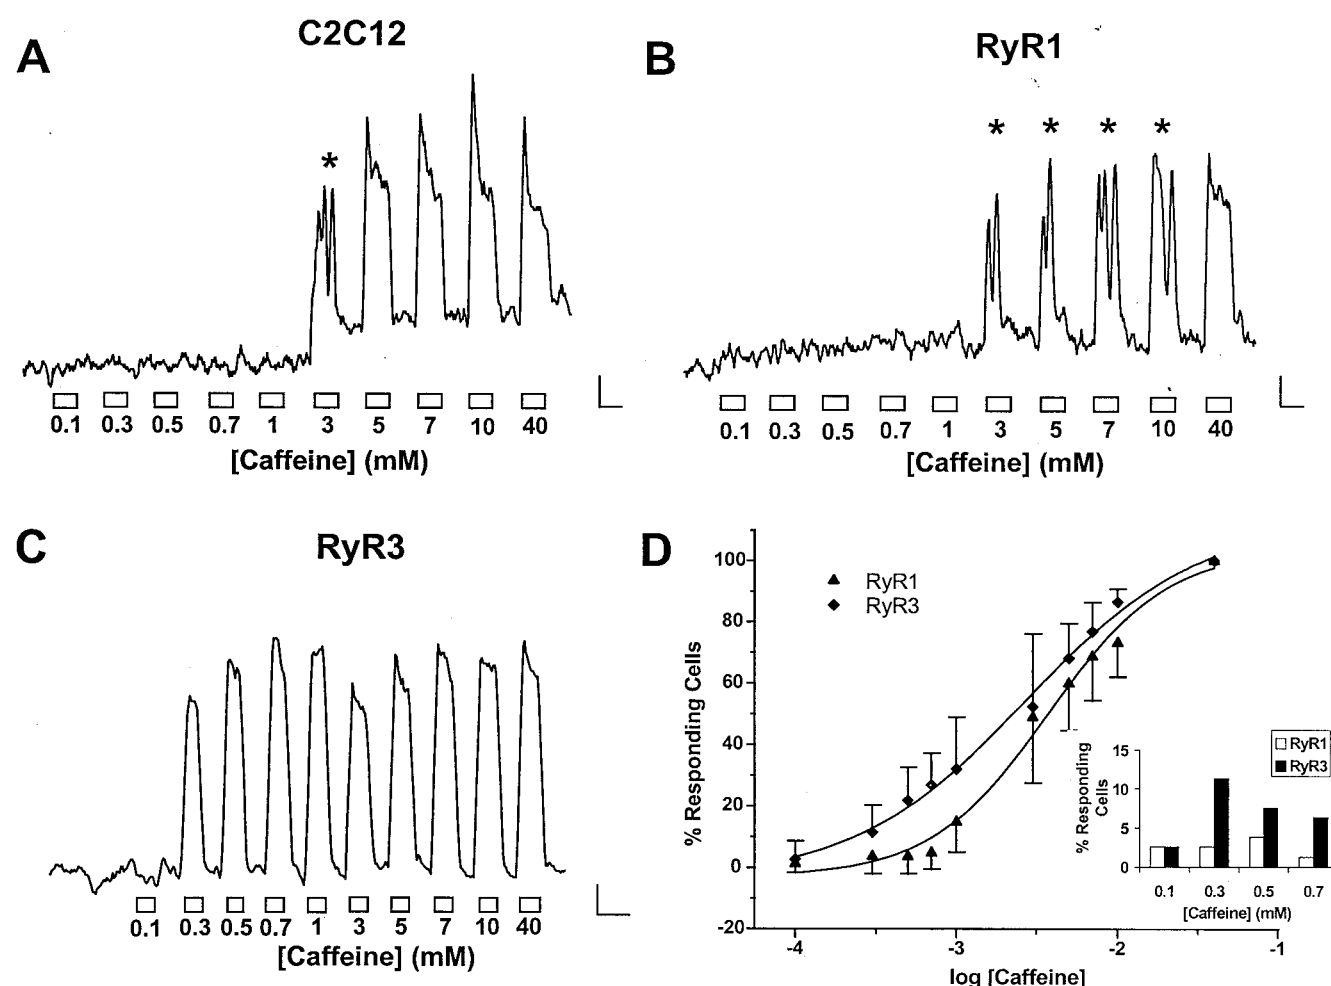 A
C2C12
*
0.1 0.3 0.5 0.7 1 3 5 7 10 40
[Caffeine] (mM)
B
RyR1
* * * *
0.1 0.3 0.5 0.7 1 3 5 7 10 40
[Caffeine] (mM)
C
RyR3
0.1 0.3 0.5 0.7 1 3 5 7 10 40
[Caffeine] (mM)
D
RyR1
RyR3
% Responding Cells
100
80
60
40
20
0
-20
-4 -3 -2 -1
log [Caffeine]
RyR1
RyR3
% Responding
Cells
15
10
5
0
0.1 0.3 0.5 0.7
[Caffeine] (mM)